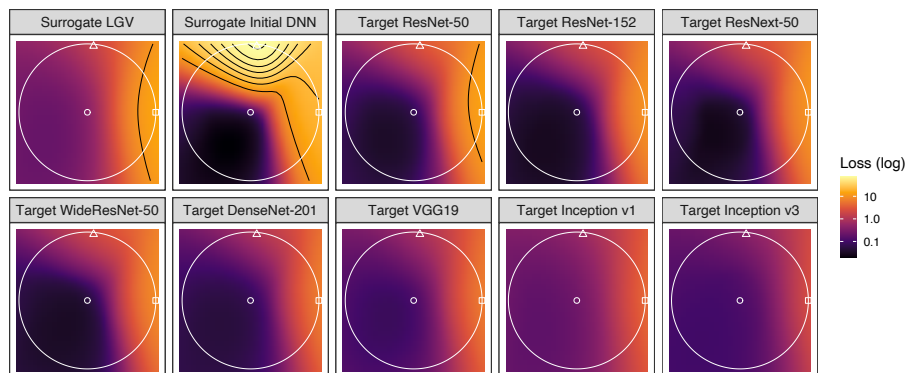 Surrogate LGV
Surrogate Initial DNN
Target ResNet-50
Target ResNet-152
Target ResNext-50
Target WideResNet-50
Target DenseNet-201
Target VGG19
Target Inception v1
Target Inception v3
Loss (log)
10
1.0
0.1